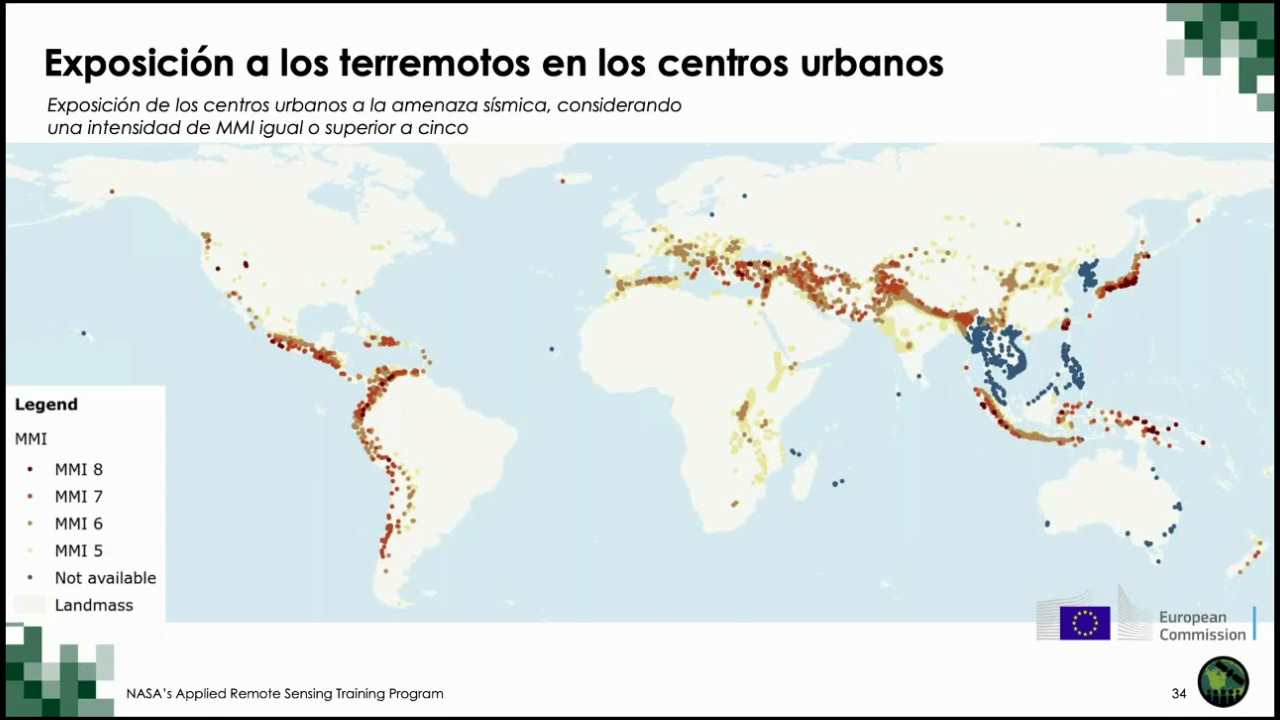 Exposición a los terremotos en los centros urbanos
Exposición de los centros urbanos a la amenaza sísmica, considerando
una intensidad de MMI igual o superior a cinco
Legend
MMI
MMI 8
MMI 7
MMI 6
MMI 5
Not available
Landmass
European
Commission
NASA's Applied Remote Sensing Training Program
34